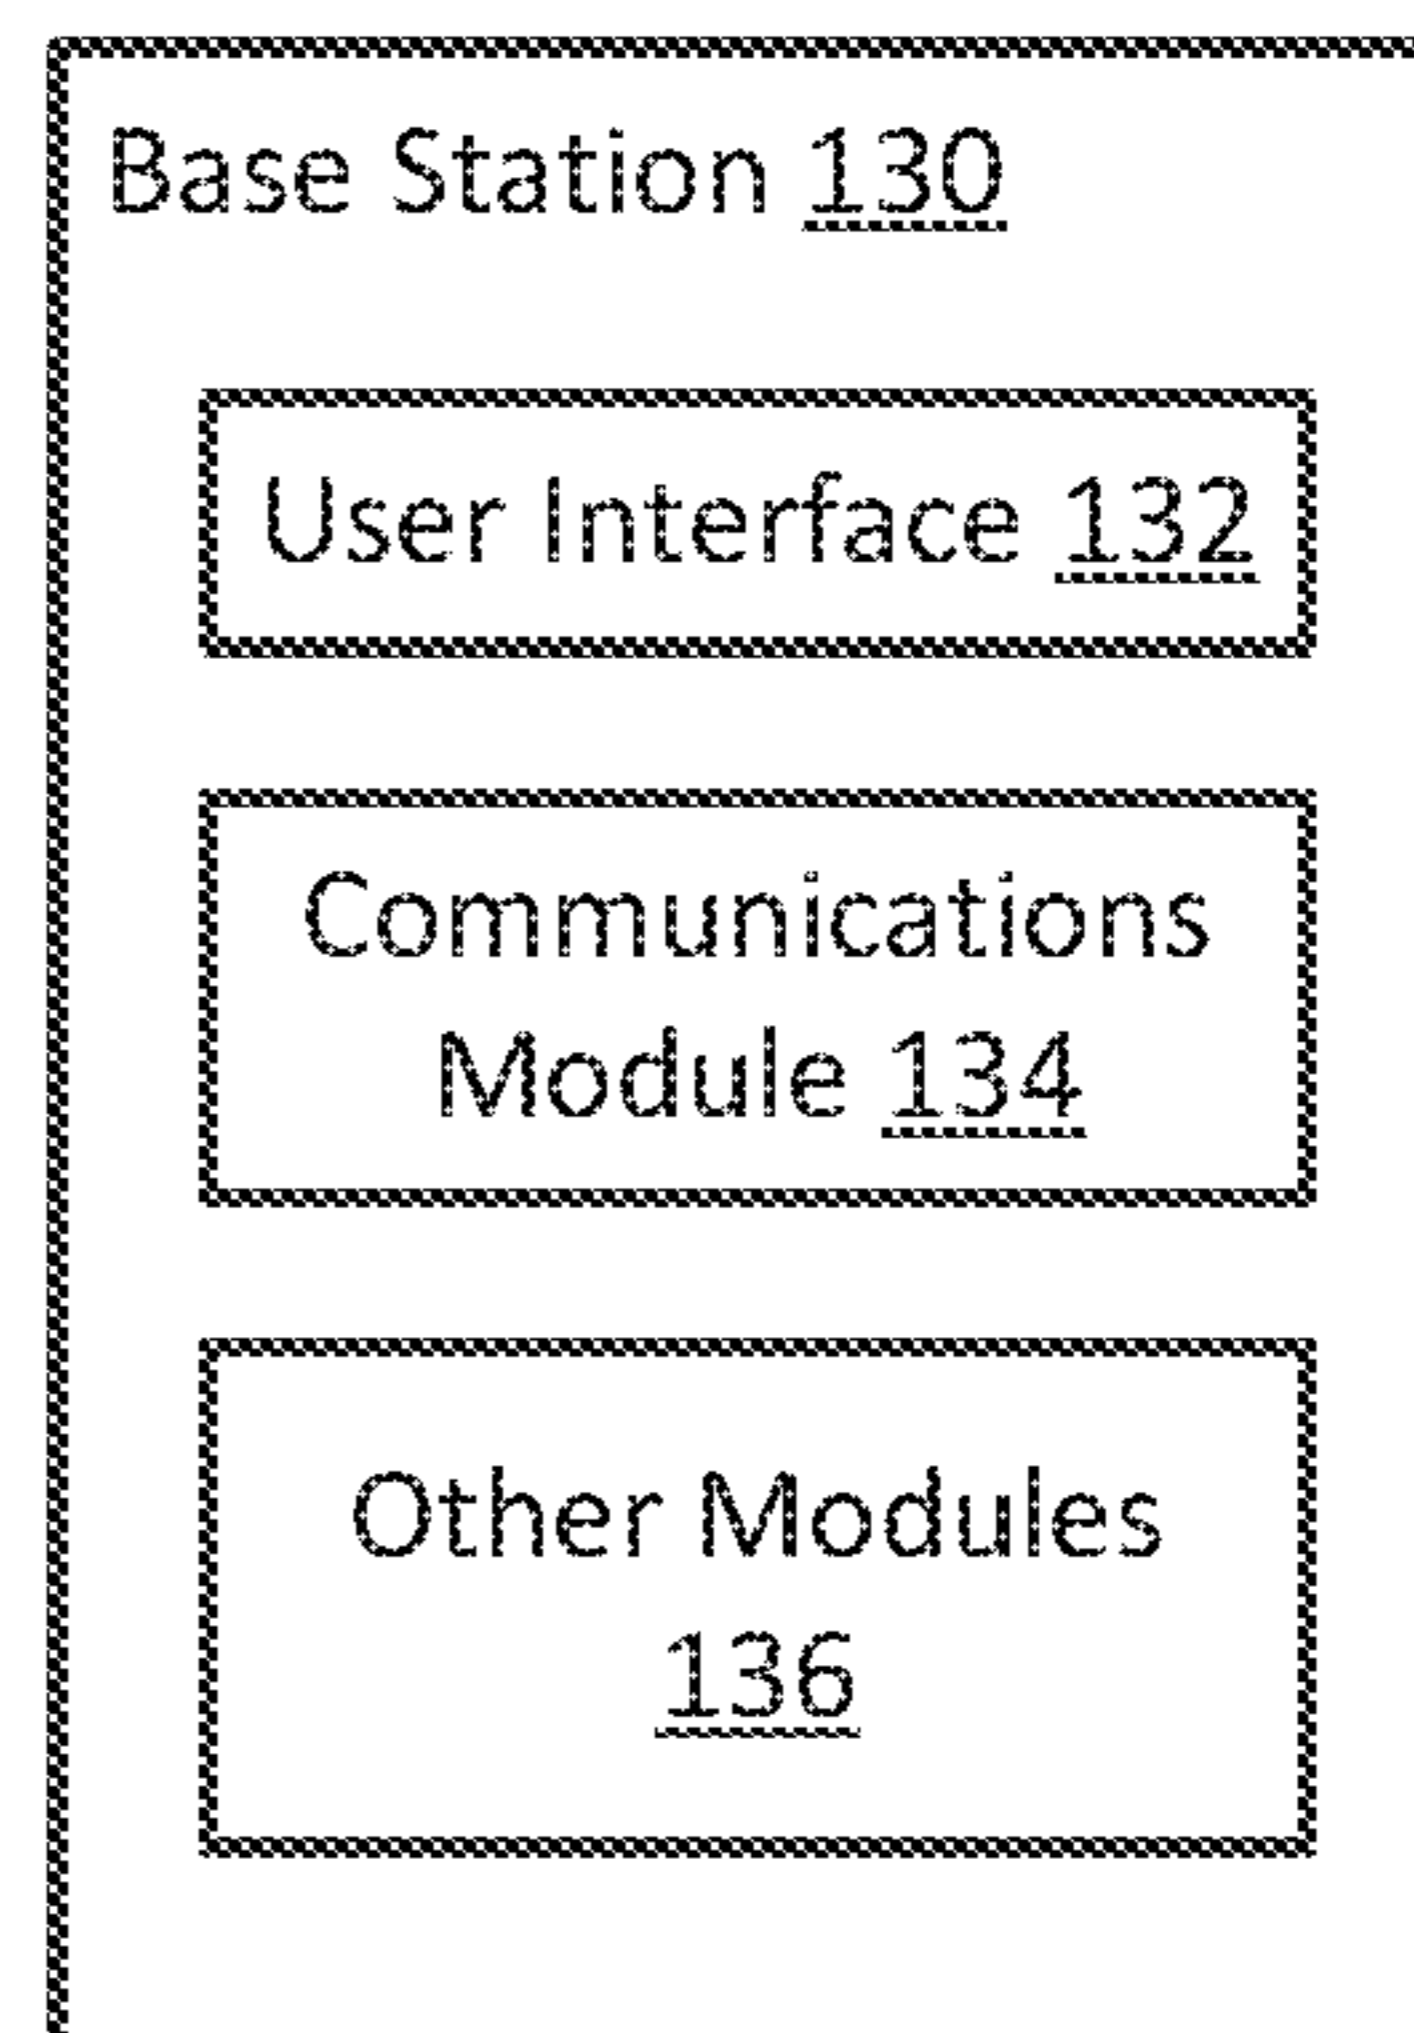 Base Station 130
User Interface 132
Communications
Module 134
Other Modules
136